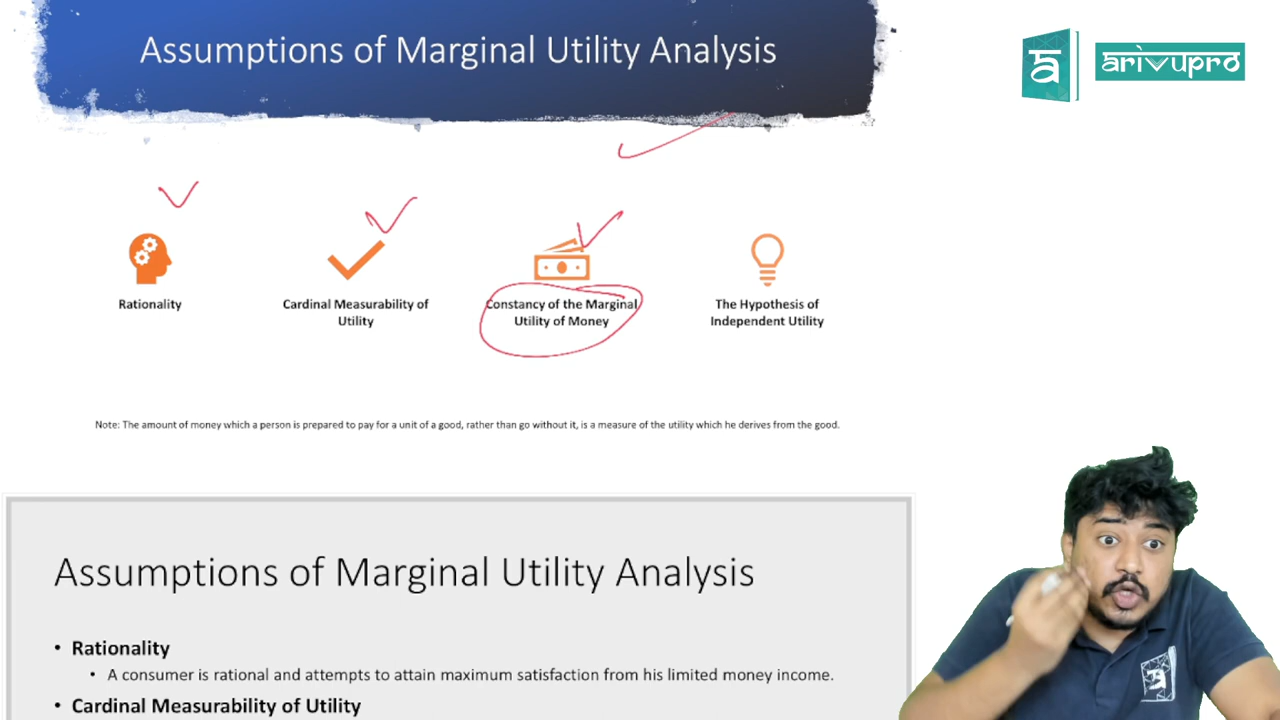 Assumptions of Marginal Utility Analysis
arivupro
Rationality
Cardinal Measurability of
Utility
Constancy of the Marginal
Utility of Money
The Hypothesis of
Independent Utility
Note: The amount of money which a person is prepared to pay for a unit of a good, rather than go without it, is a measure of the utility which he derives from the good.
Assumptions of Marginal Utility Analysis
• Rationality
• A consumer is rational and attempts to attain maximum satisfaction from his limited money income.
• Cardinal Measurability of Utility